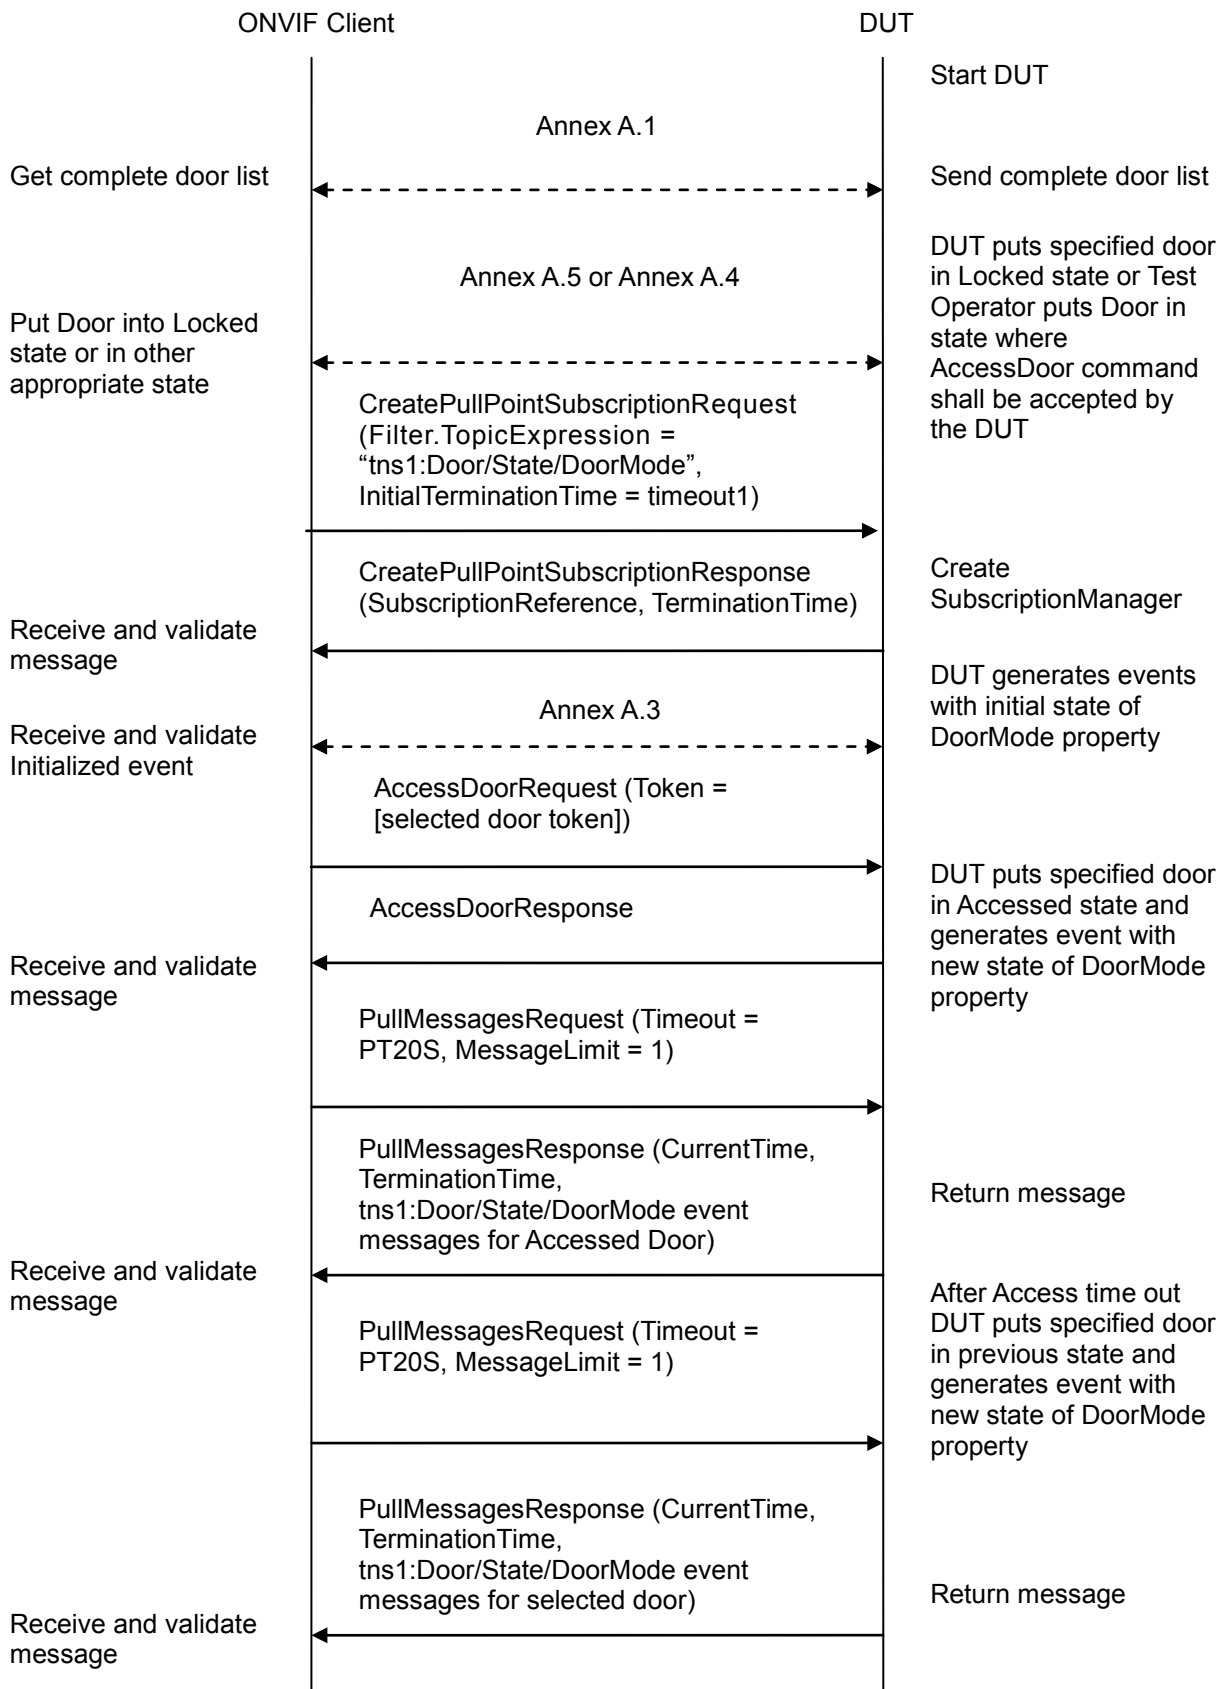 ONVIF Client
DUT
Start DUT
Annex A.1
Get complete door list
Send complete door list
Annex A.5 or Annex A.4
DUT puts specified door
in Locked state or Test
Operator puts Door in
state where
AccessDoor command
shall be accepted by
the DUT
Put Door into Locked
state or in other
appropriate state
CreatePullPointSubscriptionRequest
(Filter.TopicExpression =
“tns1:Door/State/DoorMode”,
InitialTerminationTime = timeout1)
CreatePullPointSubscriptionResponse
(SubscriptionReference, TerminationTime)
Create
SubscriptionManager
Receive and validate
message
DUT generates events
with initial state of
DoorMode property
Annex A.3
Receive and validate
Initialized event
AccessDoorRequest (Token =
[selected door token])
DUT puts specified door
in Accessed state and
generates event with
new state of DoorMode
property
AccessDoorResponse
Receive and validate
message
PullMessagesRequest (Timeout =
PT20S, MessageLimit = 1)
PullMessagesResponse (CurrentTime,
TerminationTime,
tns1:Door/State/DoorMode event
messages for Accessed Door)
Return message
Receive and validate
message
After Access time out
DUT puts specified door
in previous state and
generates event with
new state of DoorMode
property
PullMessagesRequest (Timeout =
PT20S, MessageLimit = 1)
PullMessagesResponse (CurrentTime,
TerminationTime,
tns1:Door/State/DoorMode event
messages for selected door)
Return message
Receive and validate
message